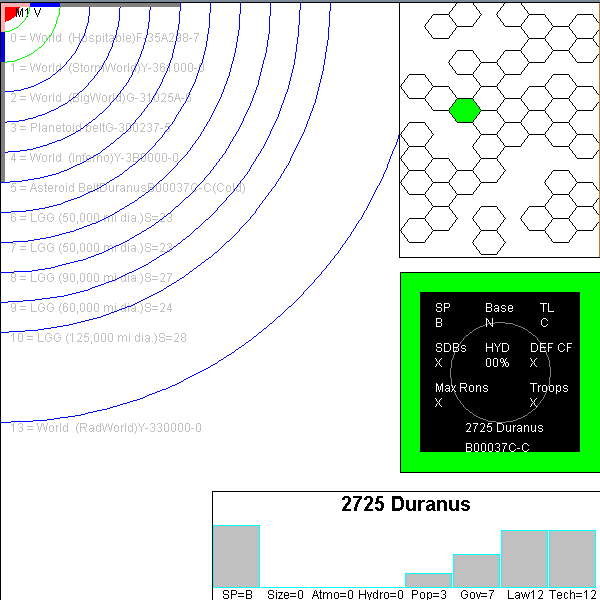 M1 V
0 = World (Hospitable)F-35A298-7
1 = World (StormWorld)Y-361000-0
2 = World (BigWorld)G-31025A-6
3 = Planetoid beltG-300237-5
4 = World (Inferno)Y-3B0000-0
5 = Asteroid BeltDuranusB00037C-C(Cold)
6 = LGG (50,000 mi dia.)S=23
7 = LGG (50,000 mi dia.)S=23
8 = LGG (90,000 mi dia.)S=27
9 = LGG (60,000 mi dia.)S=24
10 = LGG (125,000 mi dia.)S=28
13 = World (RadWorld)Y-330000-0
SP Base TL
B N C
SDBs HYD DEF CF
X 00% X
Max Rons Troops
X X
2725 Duranus
B00037C-C
2725 Duranus
SP=B Size=0 Atmo=0 Hydro=0 Pop=3 Gov=7 Law12 Tech=12